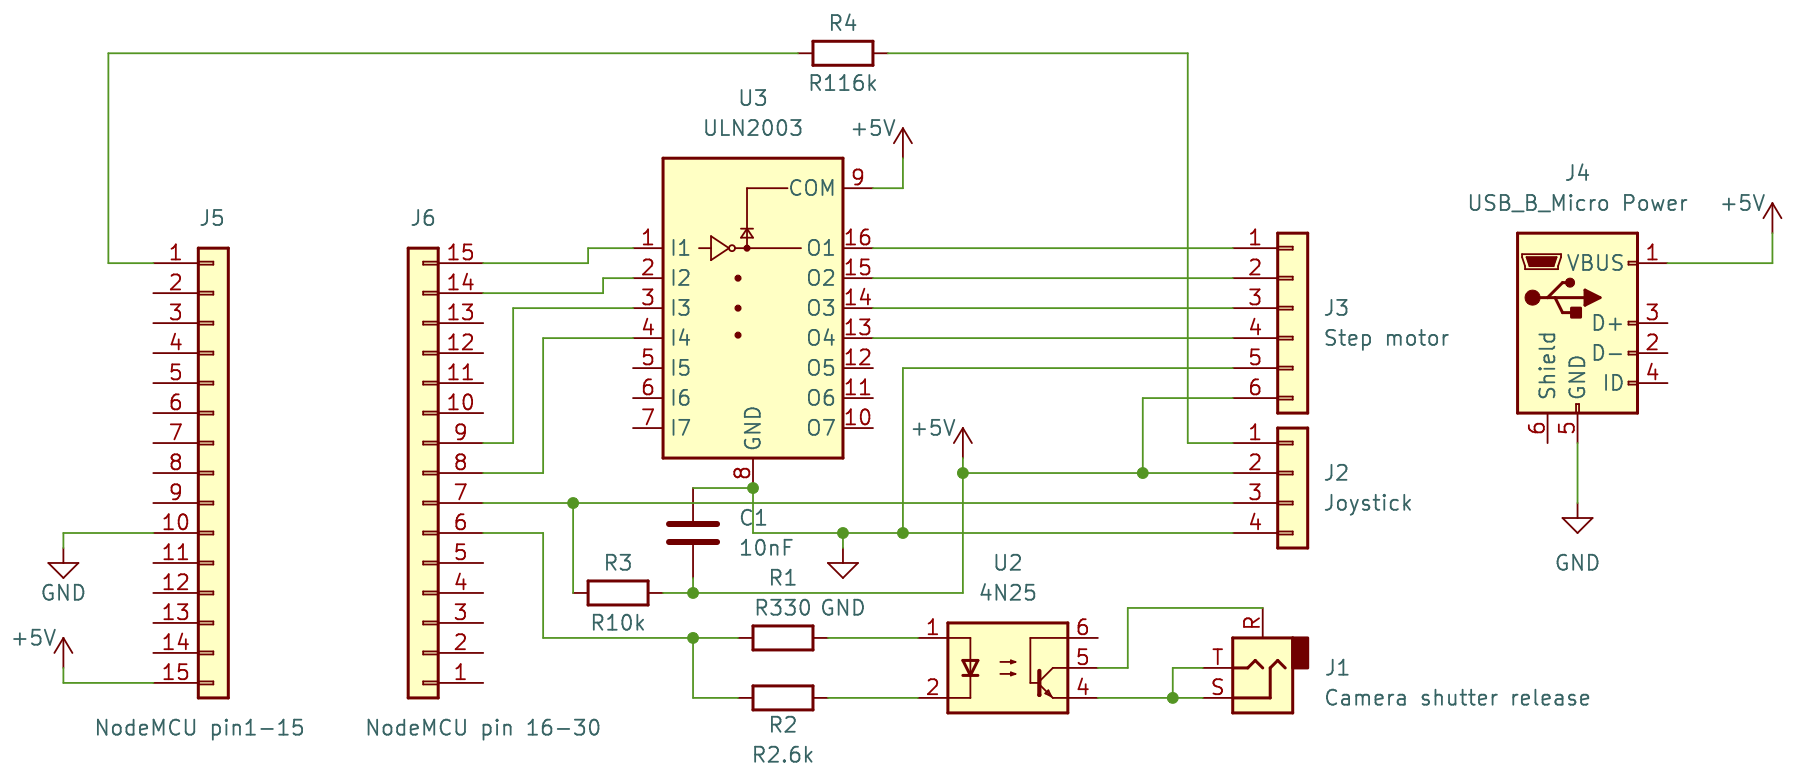 R4
R116k
U3
ULN2003
+5V
J4
USB_B_Micro Power
+5V
J5
J6
COM
9
1
2
3
4
5
6
7
8
9
10
11
12
13
14
15
GND
+5V
NodeMCU pin1-15
15
14
13
12
11
10
9
8
7
6
5
4
3
2
1
NodeMCU pin 16-30
1
2
3
4
5
6
7
I1
I2
I3
I4
I5
I6
I7
O1
O2
O3
O4
O5
O6
O7
16
15
14
13
12
11
10
GND
8
1
2
3
4
5
6
J3
Step motor
+5V
1
2
3
4
J2
Joystick
VBUS
D+
D-
ID
Shield
GND
1
3
2
4
6
5
GND
C1
10nF
R3
R10k
R1
R330
GND
U2
4N25
1
2
6
5
4
R2
R2.6k
R
T
S
J1
Camera shutter release